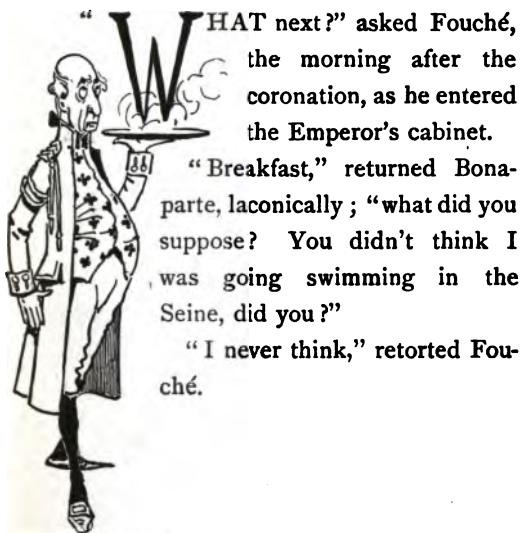 “WHAT next?” asked Fouché,
the morning after the
coronation, as he entered
the Emperor's cabinet.
“Breakfast,” returned Bona-
parte, laconically; “what did you
suppose? You didn't think I
was going swimming in the
Seine, did you?”
“I never think,” retorted Fou-
ché.